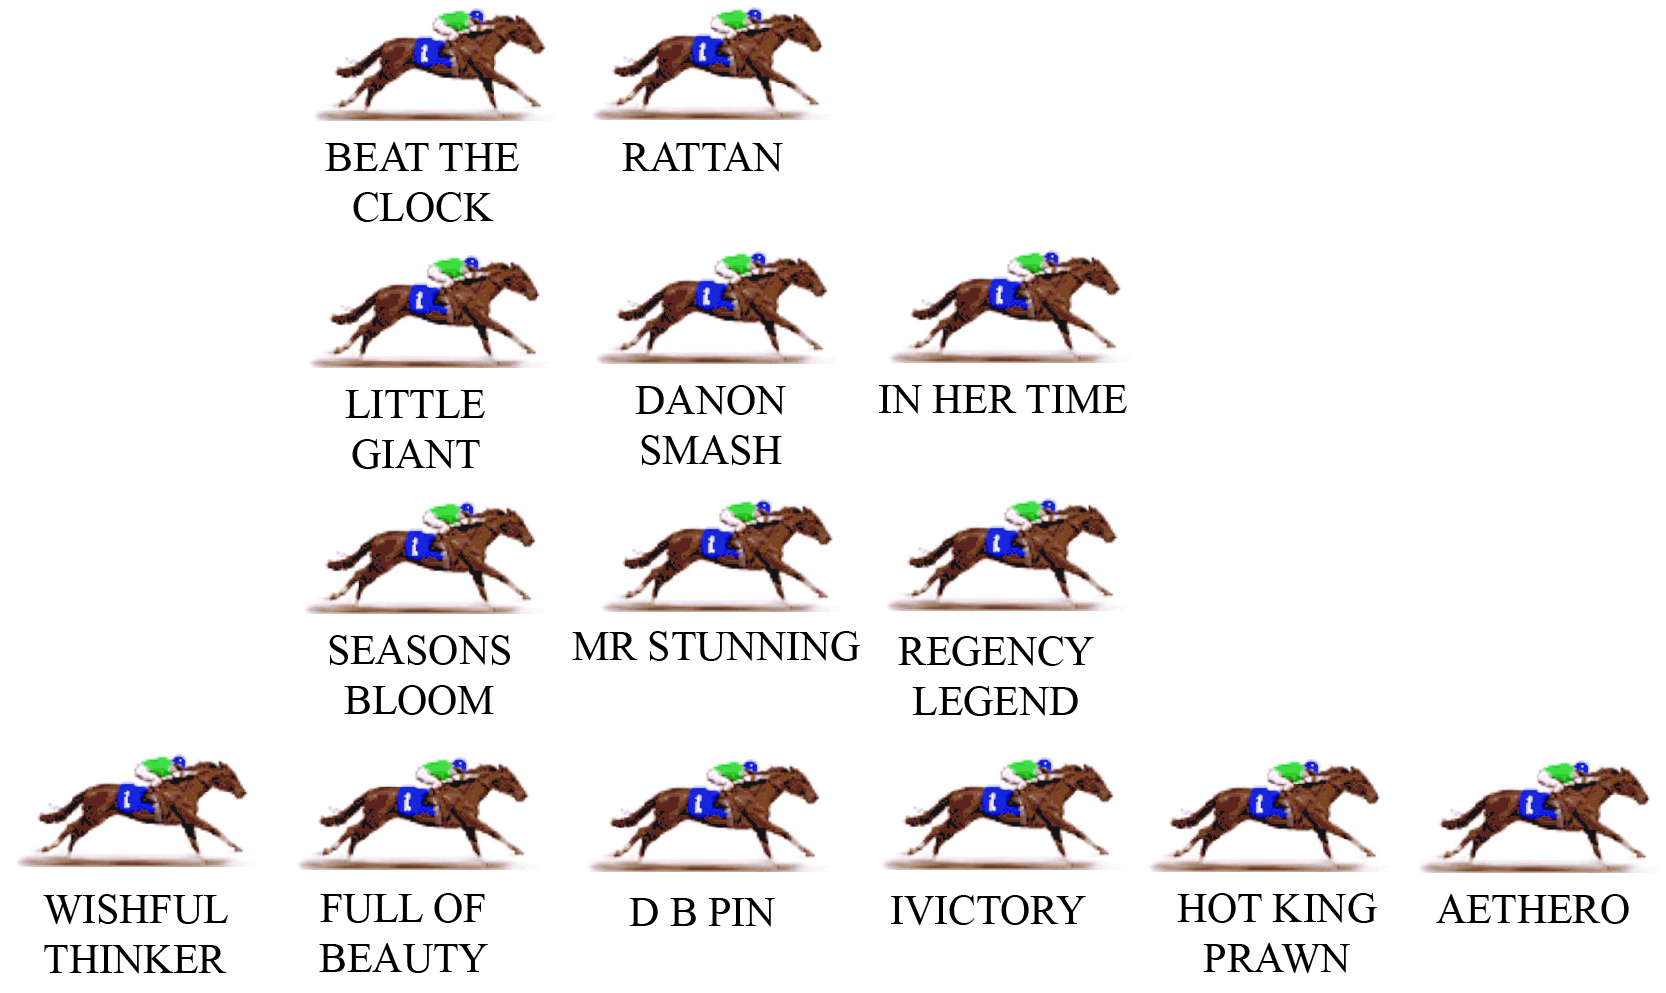 BEAT THE
CLOCK
RATTAN
LITTLE
GIANT
DANON
SMASH
IN HER TIME
SEASONS
BLOOM
MR STUNNING
REGENCY
LEGEND
WISHFUL
THINKER
FULL OF
BEAUTY
D B PIN
IVICTORY
HOT KING
PRAWN
AETHERO